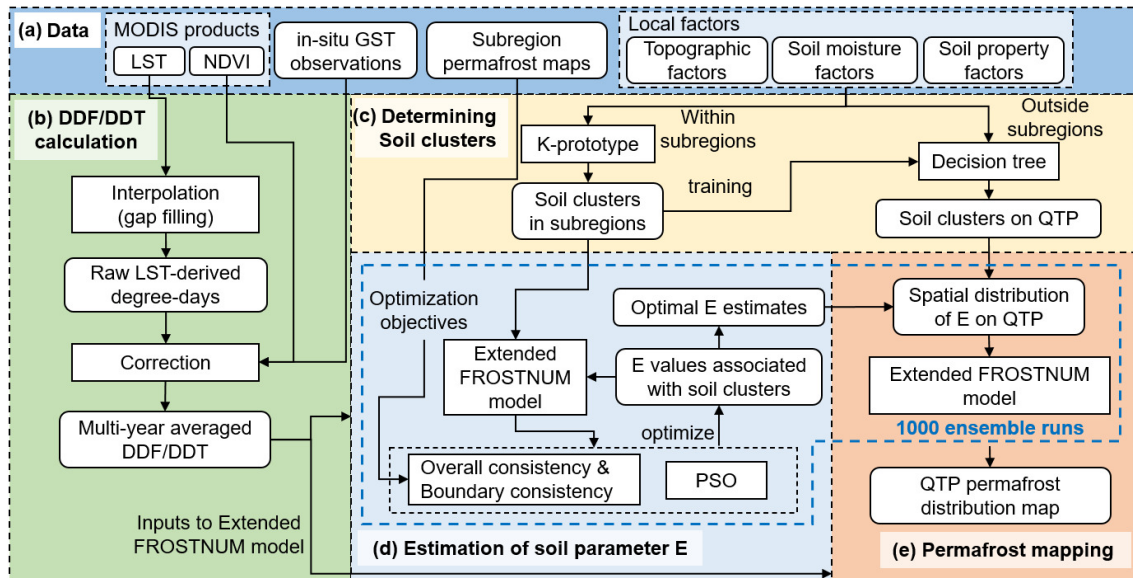 (a) Data
MODIS products
LST
NDVI
in-situ GST
observations
Subregion
permafrost maps
Local factors
Topographic
factors
Soil moisture
factors
Soil property
factors
(b) DDF/DDT
calculation
Interpolation
(gap filling)
Raw LST-derived
degree-days
Correction
Multi-year averaged
DDF/DDT
Inputs to Extended
FROSTNUM model
(c) Determining
Soil clusters
K-prototype
Within
subregions
Outside
subregions
Decision tree
training
Soil clusters
in subregions
Soil clusters on QTP
Optimization
objectives
Optimal E estimates
Extended
FROSTNUM
model
E values associated
with soil clusters
optimize
Overall consistency &
Boundary consistency
PSO
(d) Estimation of soil parameter E
Spatial distribution
of E on QTP
Extended FROSTNUM
model
1000 ensemble runs
QTP permafrost
distribution map
(e) Permafrost mapping